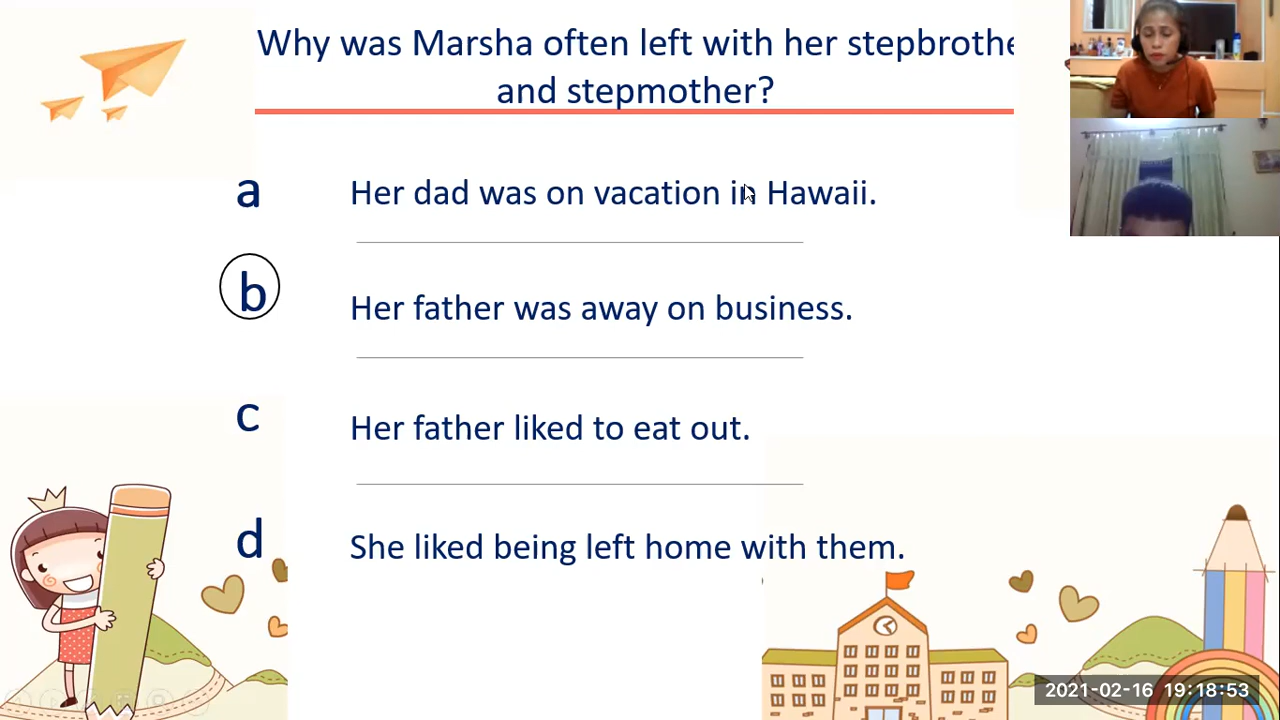 Why was Marsha often left with her stepbrothe
and stepmother?
a Her dad was on vacation in Hawaii.
b Her father was away on business.
c Her father liked to eat out.
d She liked being left home with them.
2021-02-16 19:18:53